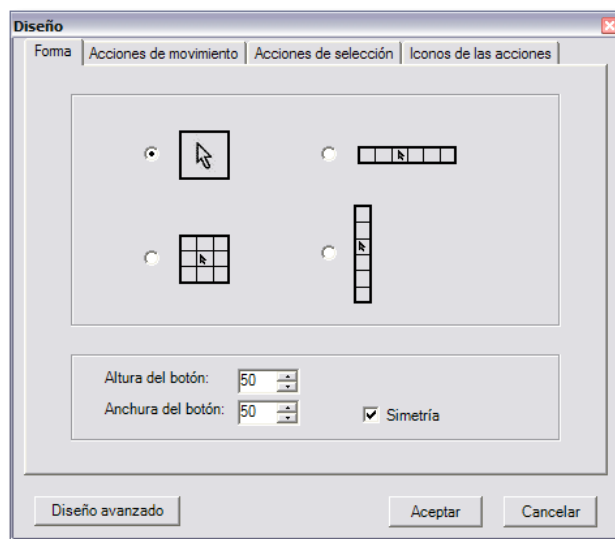 Diseño
Forma Acciones de movimiento Acciones de selección Iconos de las acciones
Altura del botón: 50
Anchura del botón: 50 Simetría
Diseño avanzado Aceptar Cancelar